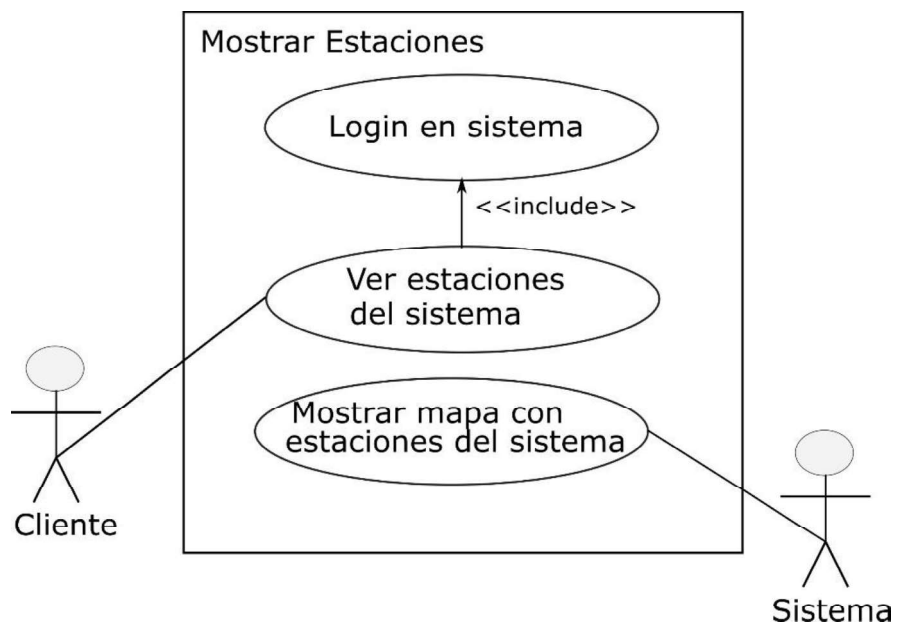 Mostrar Estaciones
Login en sistema
<<include>>
Ver estaciones
del sistema
Mostrar mapa con
estaciones del sistema
Cliente
Sistema